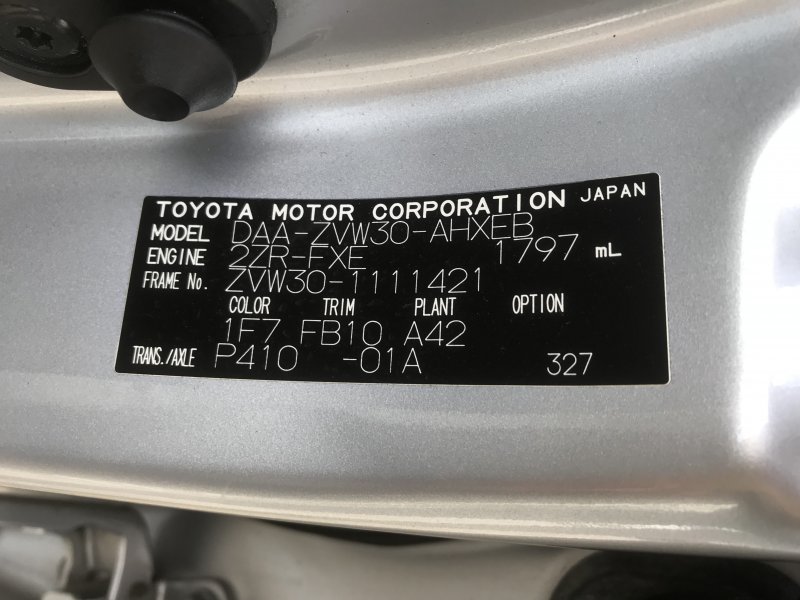 TOYOTA MOTOR CORPORATION JAPAN
MODEL DAA-ZVW30-AHXEB
ENGINE 2ZR-FXE 1797 mL
FRAME No. ZVW30-1111421
COLOR TRIM PLANT OPTION
1F7 FB10 A42
TRANS./AXLE P410 -01A 327